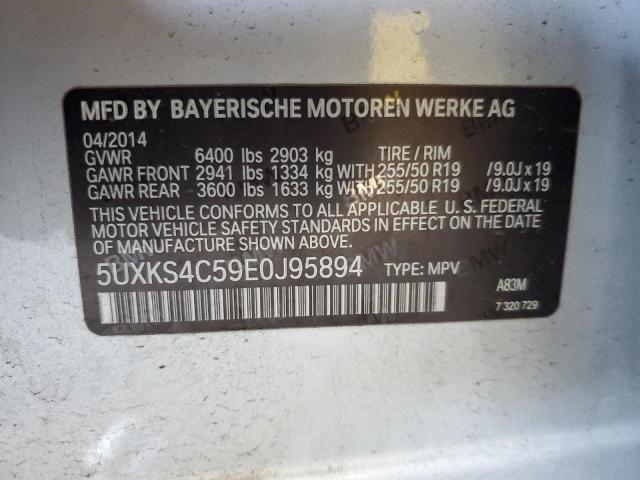 MFD BY BAYERISCHE MOTOREN WERKE AG
04/2014
GVWR 6400 lbs 2903 kg TIRE / RIM
GAWR FRONT 2941 lbs 1334 kg WITH 255/50 R19 /9.0J x 19
GAWR REAR 3600 lbs 1633 kg WITH 255/50 R19 /9.0J x 19
THIS VEHICLE CONFORMS TO ALL APPLICABLE U. S. FEDERAL
MOTOR VEHICLE SAFETY STANDARDS IN EFFECT ON THE DATE
OF MANUFACTURE SHOWN ABOVE.
5UXKS4C59E0J95894 TYPE: MPV
A83M
7 320 729